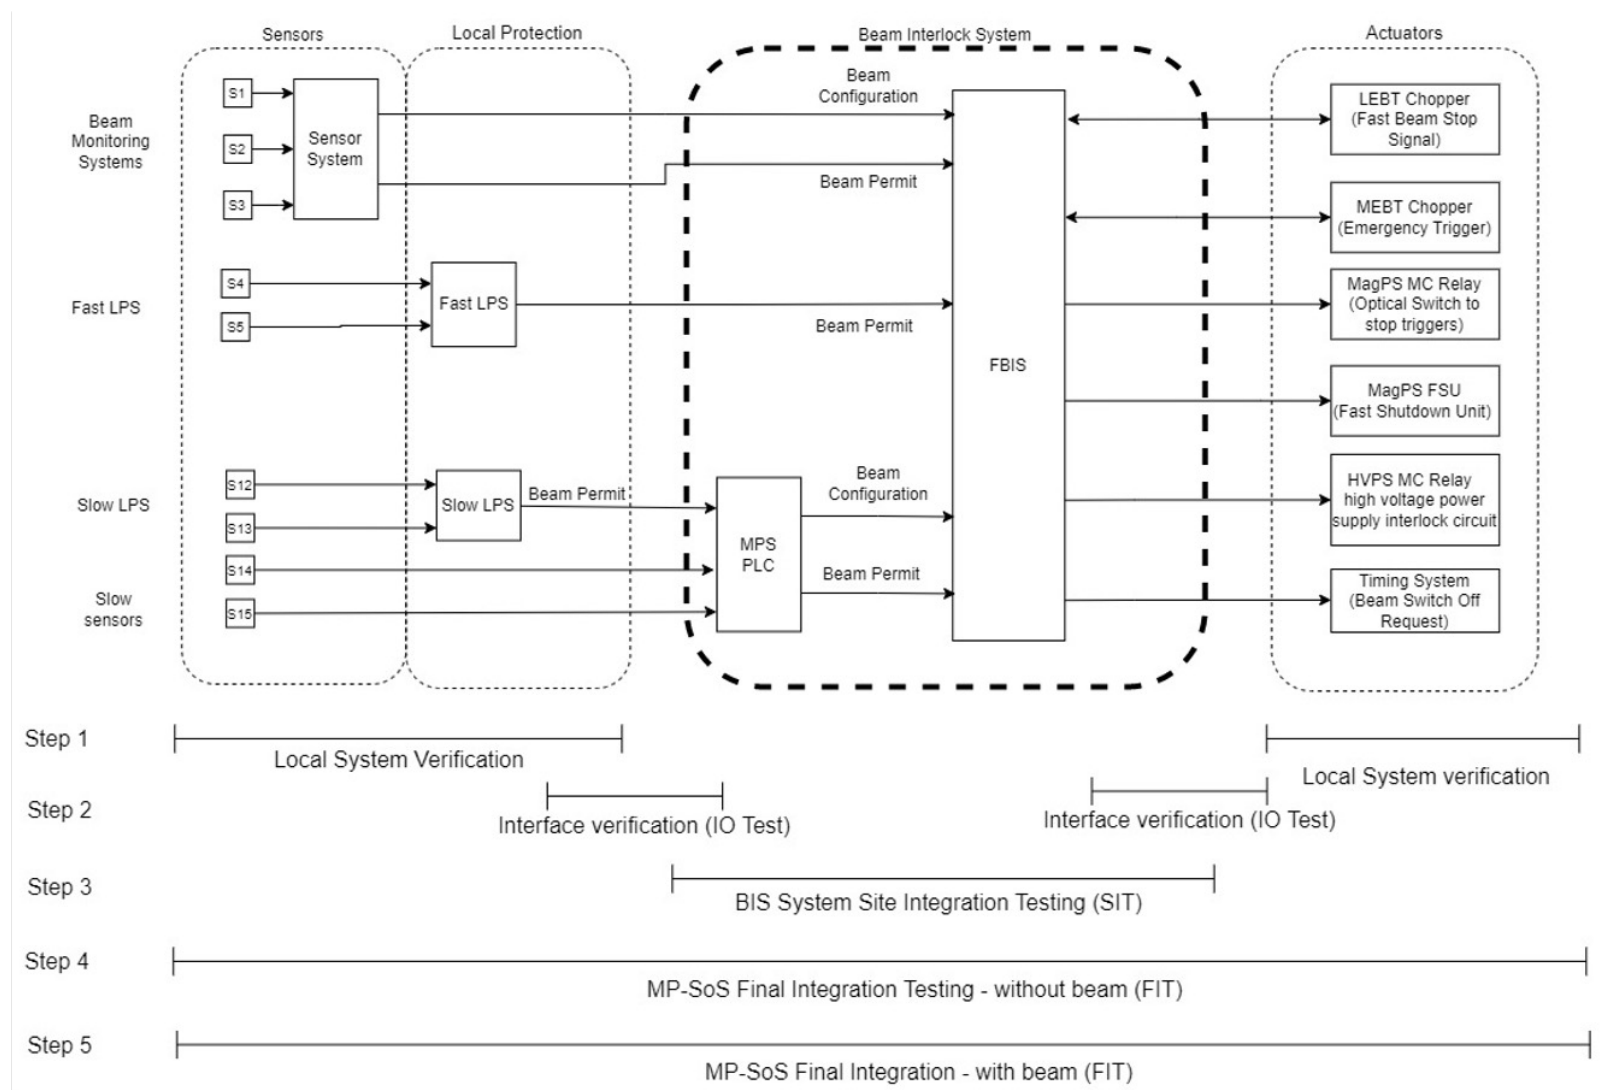 Sensors
Local Protection
Beam Interlock System
Actuators
Beam
Monitoring
Systems
S1
S2
S3
Sensor
System
Beam
Configuration
Beam Permit
LEBT Chopper
(Fast Beam Stop
Signal)
MEBT Chopper
(Emergency Trigger)
Fast LPS
S4
S5
Fast LPS
Beam Permit
FBIS
MagPS MC Relay
(Optical Switch to
stop triggers)
MagPS FSU
(Fast Shutdown Unit)
Slow LPS
S12
S13
Slow LPS
Beam Permit
Slow
sensors
S14
S15
MPS
PLC
Beam
Configuration
Beam Permit
HVPS MC Relay
high voltage power
supply interlock circuit
Timing System
(Beam Switch Off
Request)
Step 1
Local System Verification
Local System verification
Step 2
Interface verification (IO Test)
Interface verification (IO Test)
Step 3
BIS System Site Integration Testing (SIT)
Step 4
MP-SoS Final Integration Testing - without beam (FIT)
Step 5
MP-SoS Final Integration - with beam (FIT)